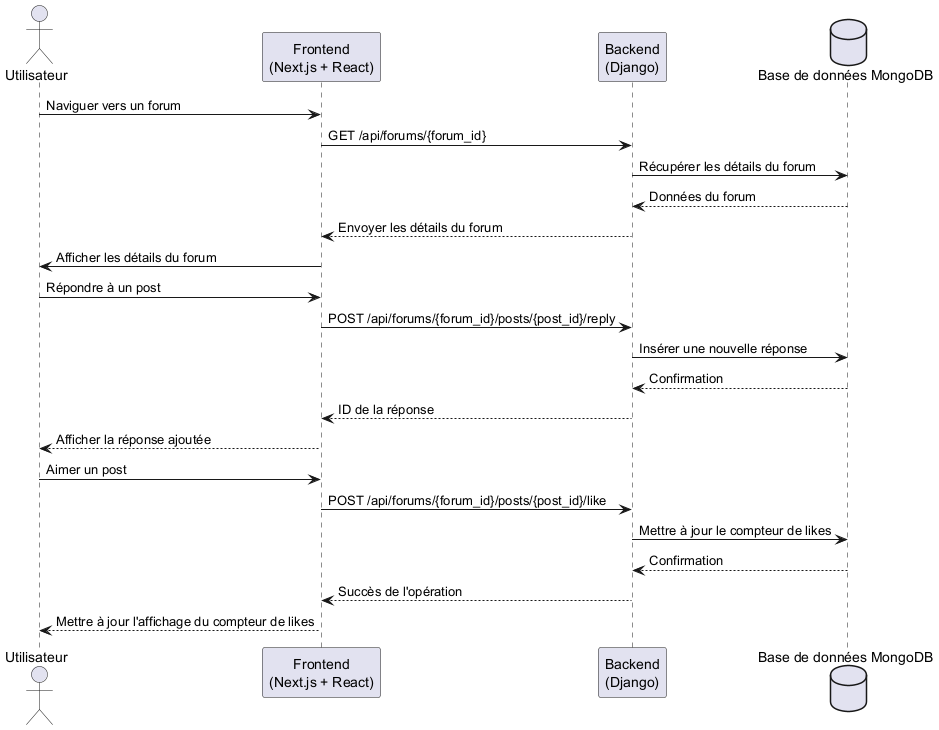 Utilisateur
Frontend
(Next.js + React)
Backend
(Django)
Base de données MongoDB
Naviguer vers un forum
GET /api/forums/{forum_id}
Récupérer les détails du forum
Données du forum
Envoyer les détails du forum
Afficher les détails du forum
Répondre à un post
POST /api/forums/{forum_id}/posts/{post_id}/reply
Insérer une nouvelle réponse
Confirmation
ID de la réponse
Afficher la réponse ajoutée
Aimer un post
POST /api/forums/{forum_id}/posts/{post_id}/like
Mettre à jour le compteur de likes
Confirmation
Succès de l'opération
Mettre à jour l'affichage du compteur de likes
Utilisateur
Frontend
(Next.js + React)
Backend
(Django)
Base de données MongoDB